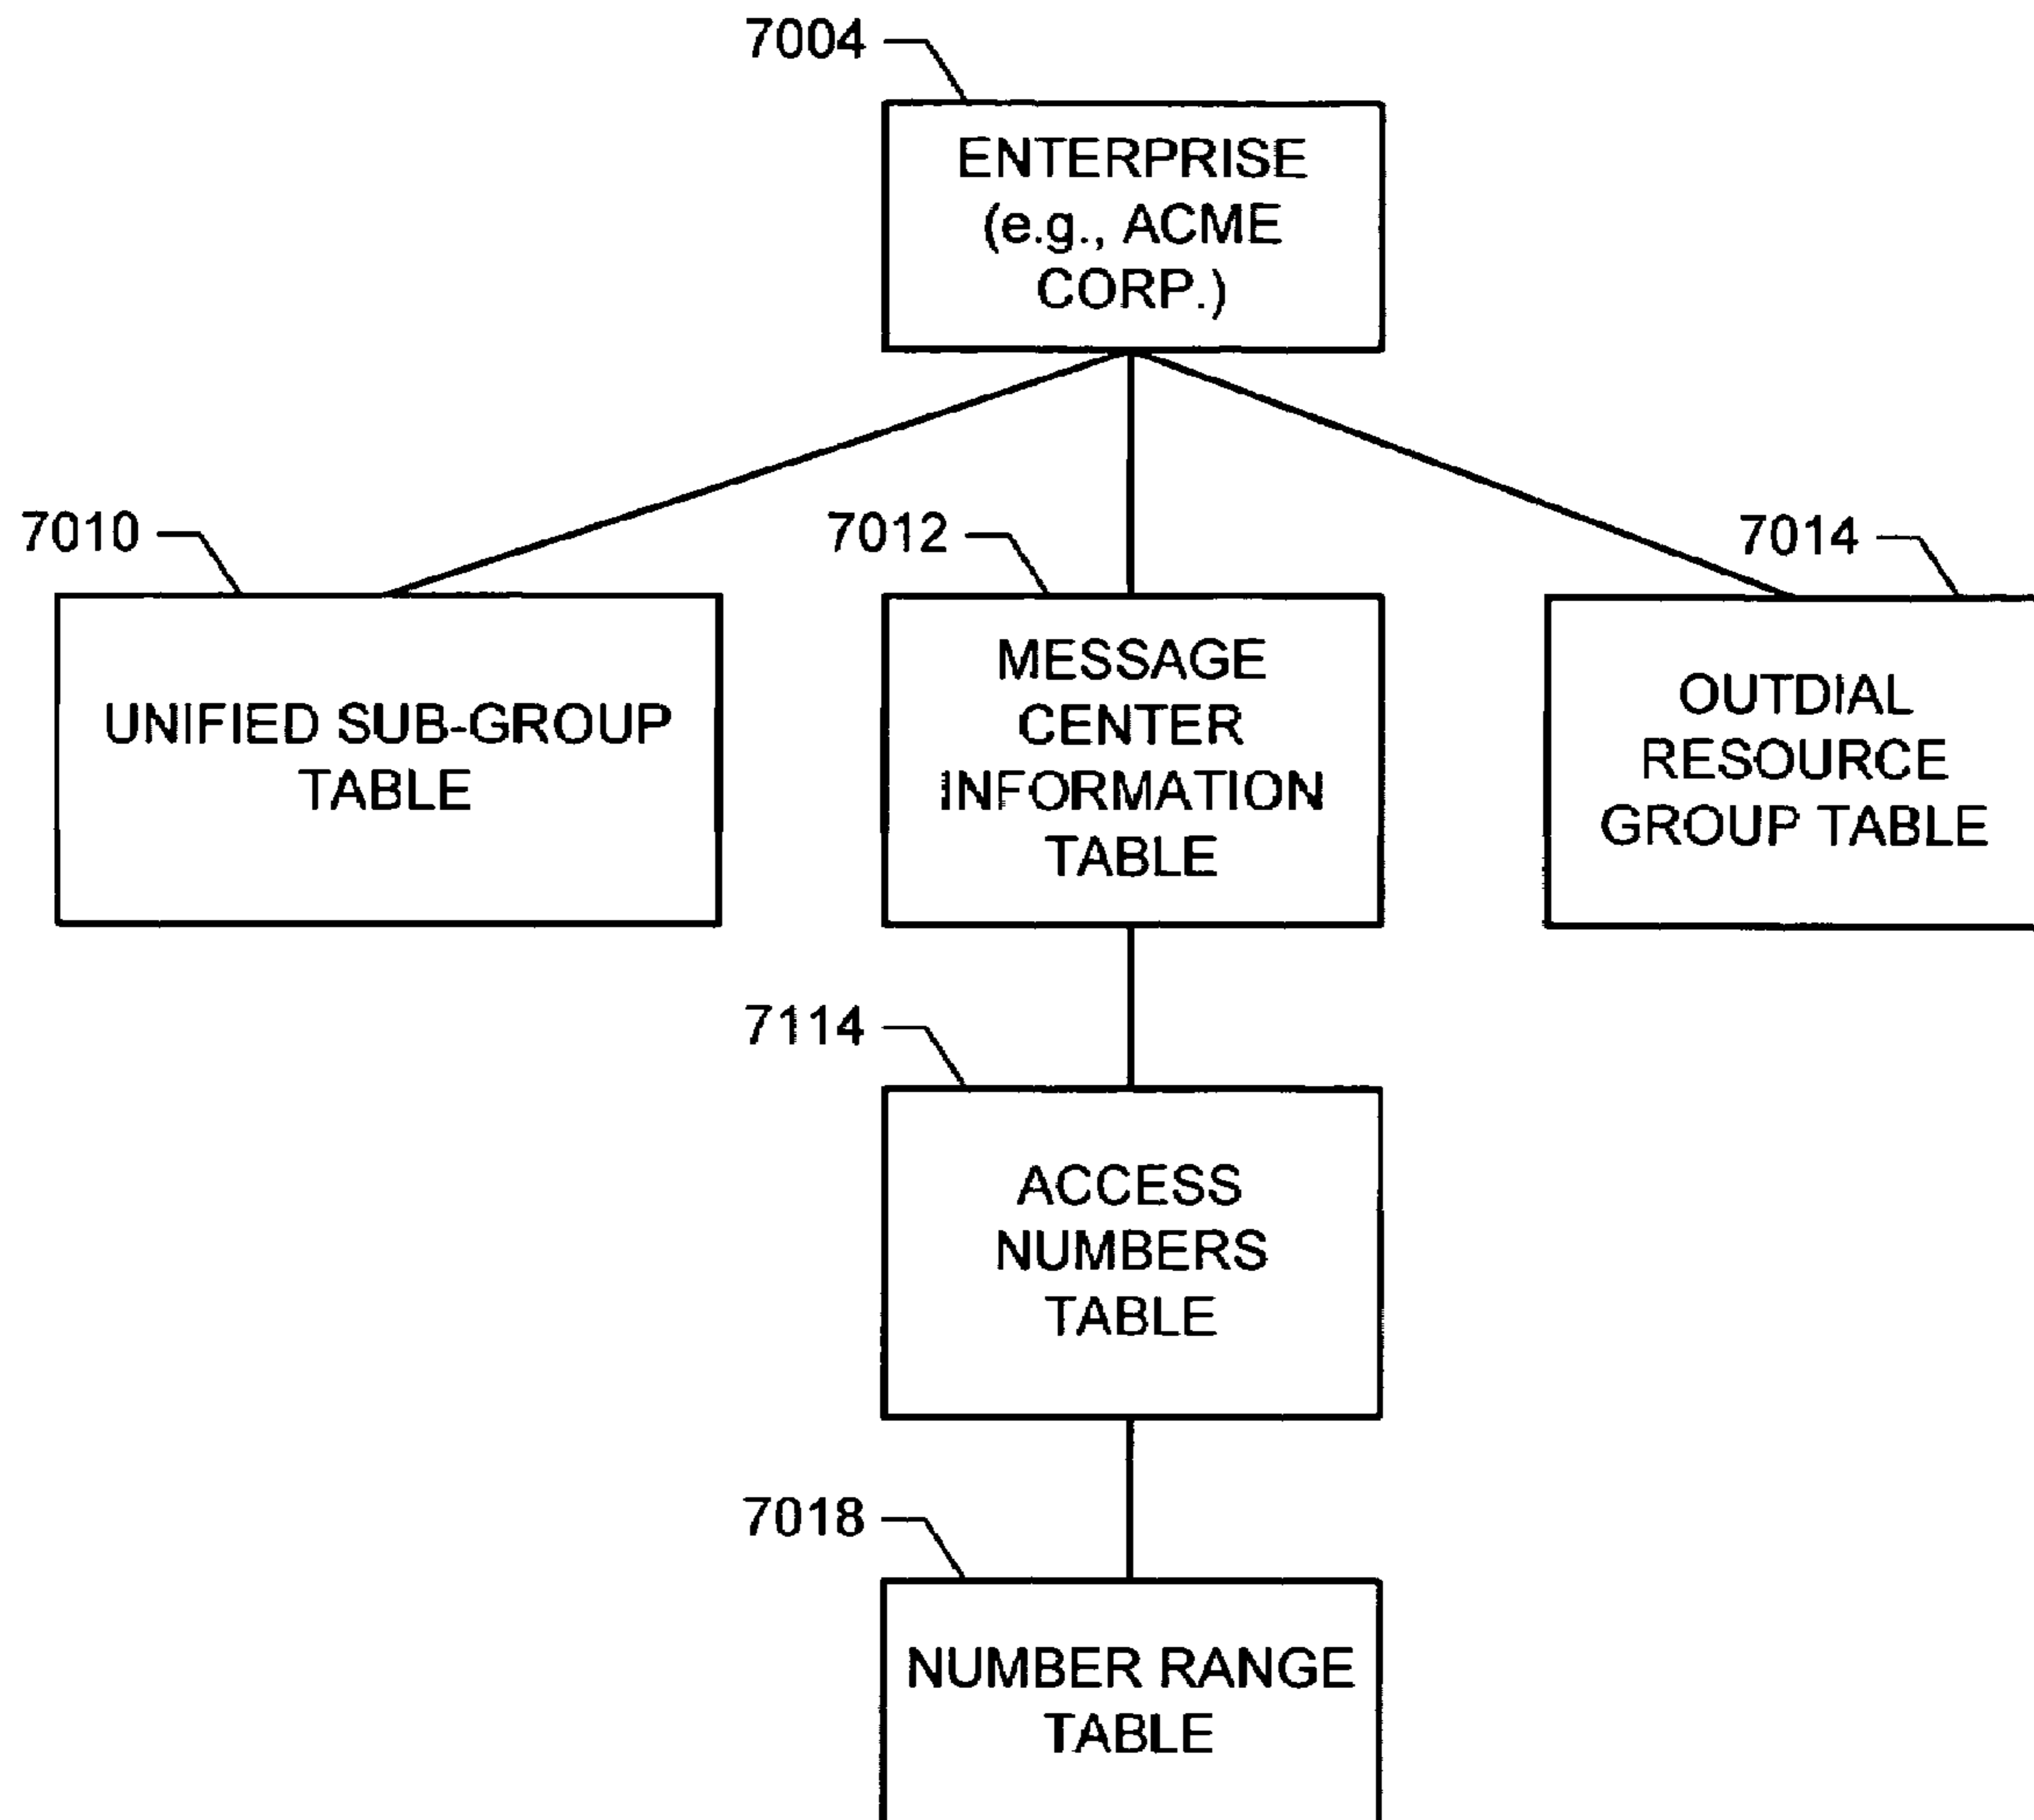 7004
ENTERPRISE
(e.g., ACME
CORP.)
7010
UNIFIED SUB-GROUP
TABLE
7012
MESSAGE
CENTER
INFORMATION
TABLE
7014
OUTDIAL
RESOURCE
GROUP TABLE
7114
ACCESS
NUMBERS
TABLE
7018
NUMBER RANGE
TABLE